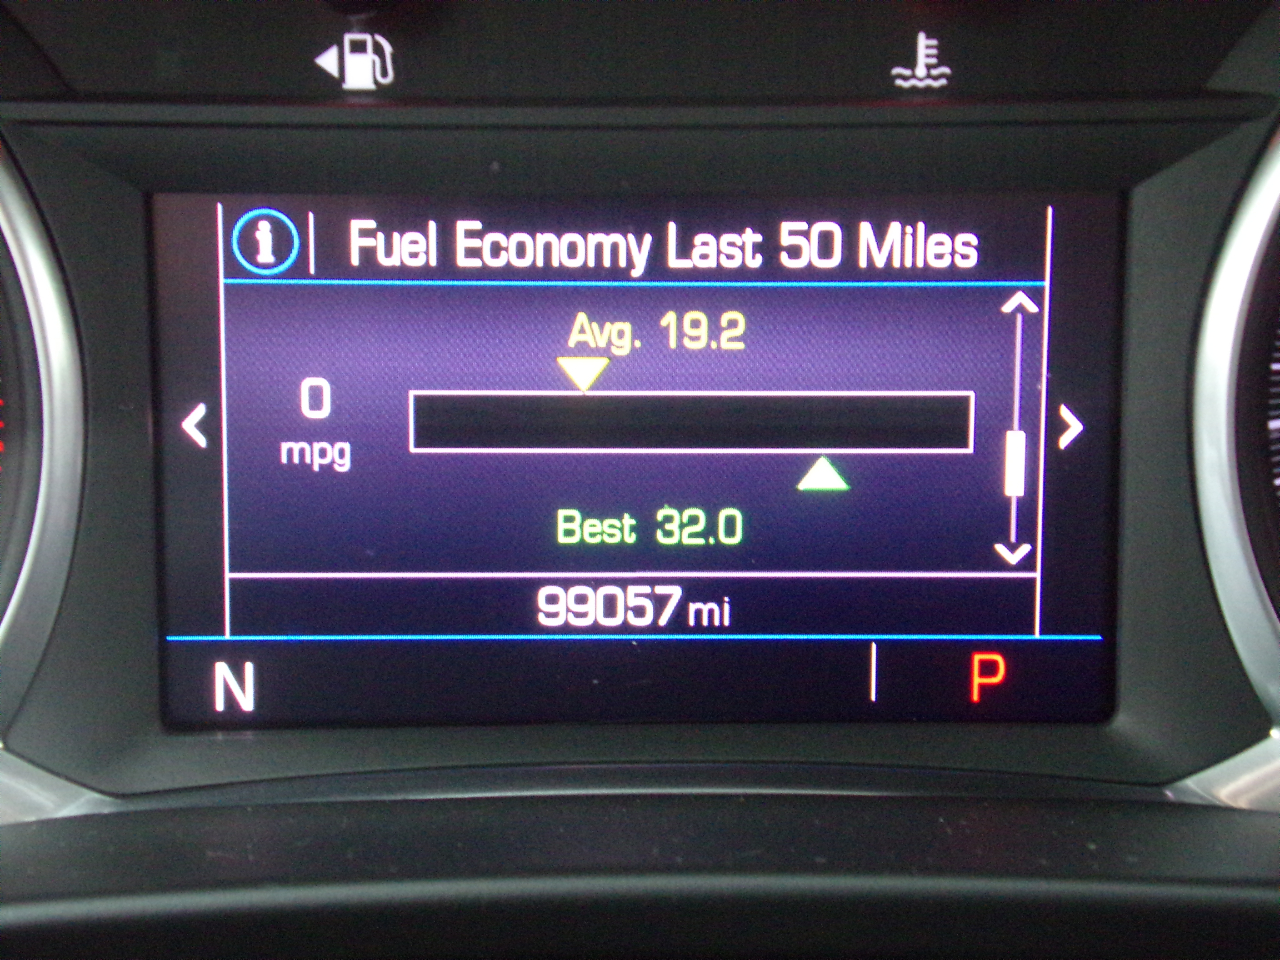 Fuel Economy Last 50 Miles
Avg. 19.2
0
mpg
Best 32.0
99057 mi
N
P